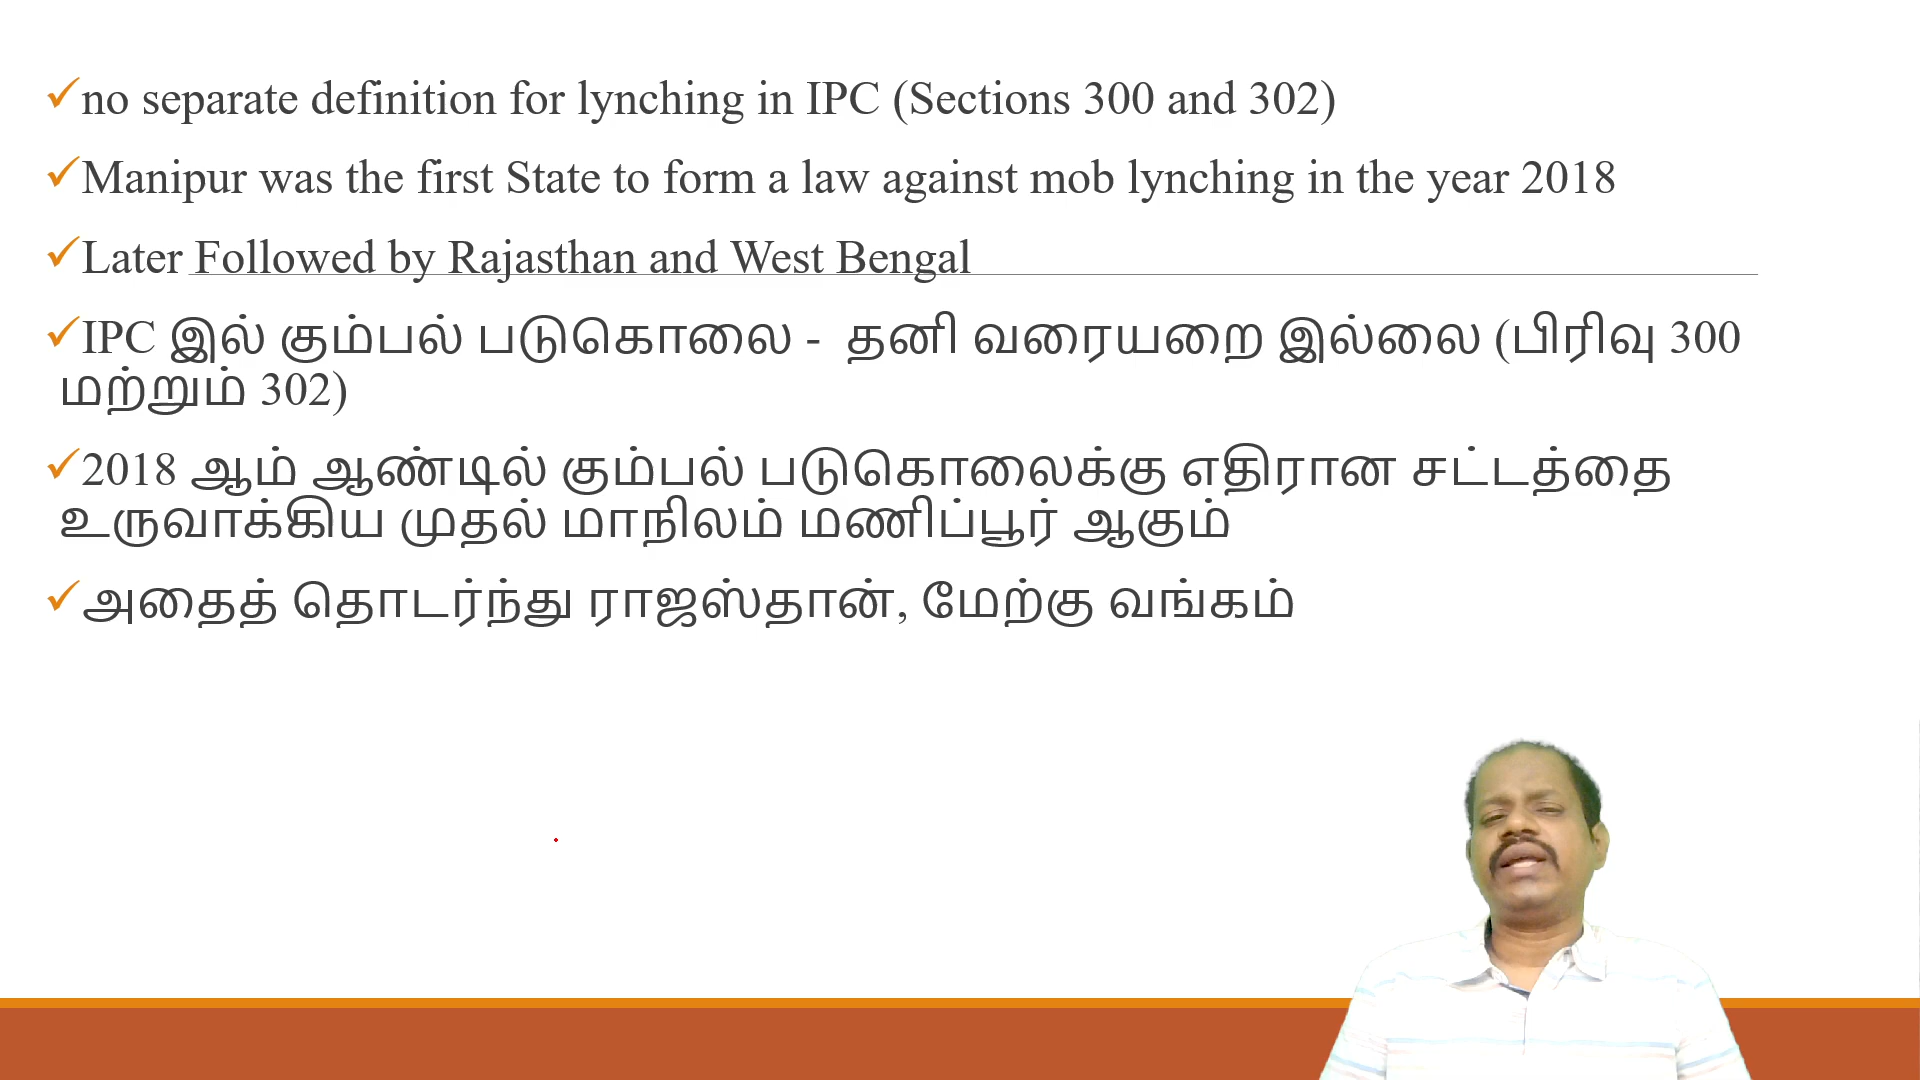 ✓no separate definition for lynching in IPC (Sections 300 and 302)
✓Manipur was the first State to form a law against mob lynching in the year 2018
✓Later Followed by Rajasthan and West Bengal
✓IPC இல் கும்பல் படுகொலை - தனி வரையறை இல்லை (பிரிவு 300
மற்றும் 302)
✓2018 ஆம் ஆண்டில் கும்பல் படுகொலைக்கு எதிரான சட்டத்தை
உருவாக்கிய முதல் மாநிலம் மணிப்பூர் ஆகும்
✓அதைத் தொடர்ந்து ராஜஸ்தான், மேற்கு வங்கம்